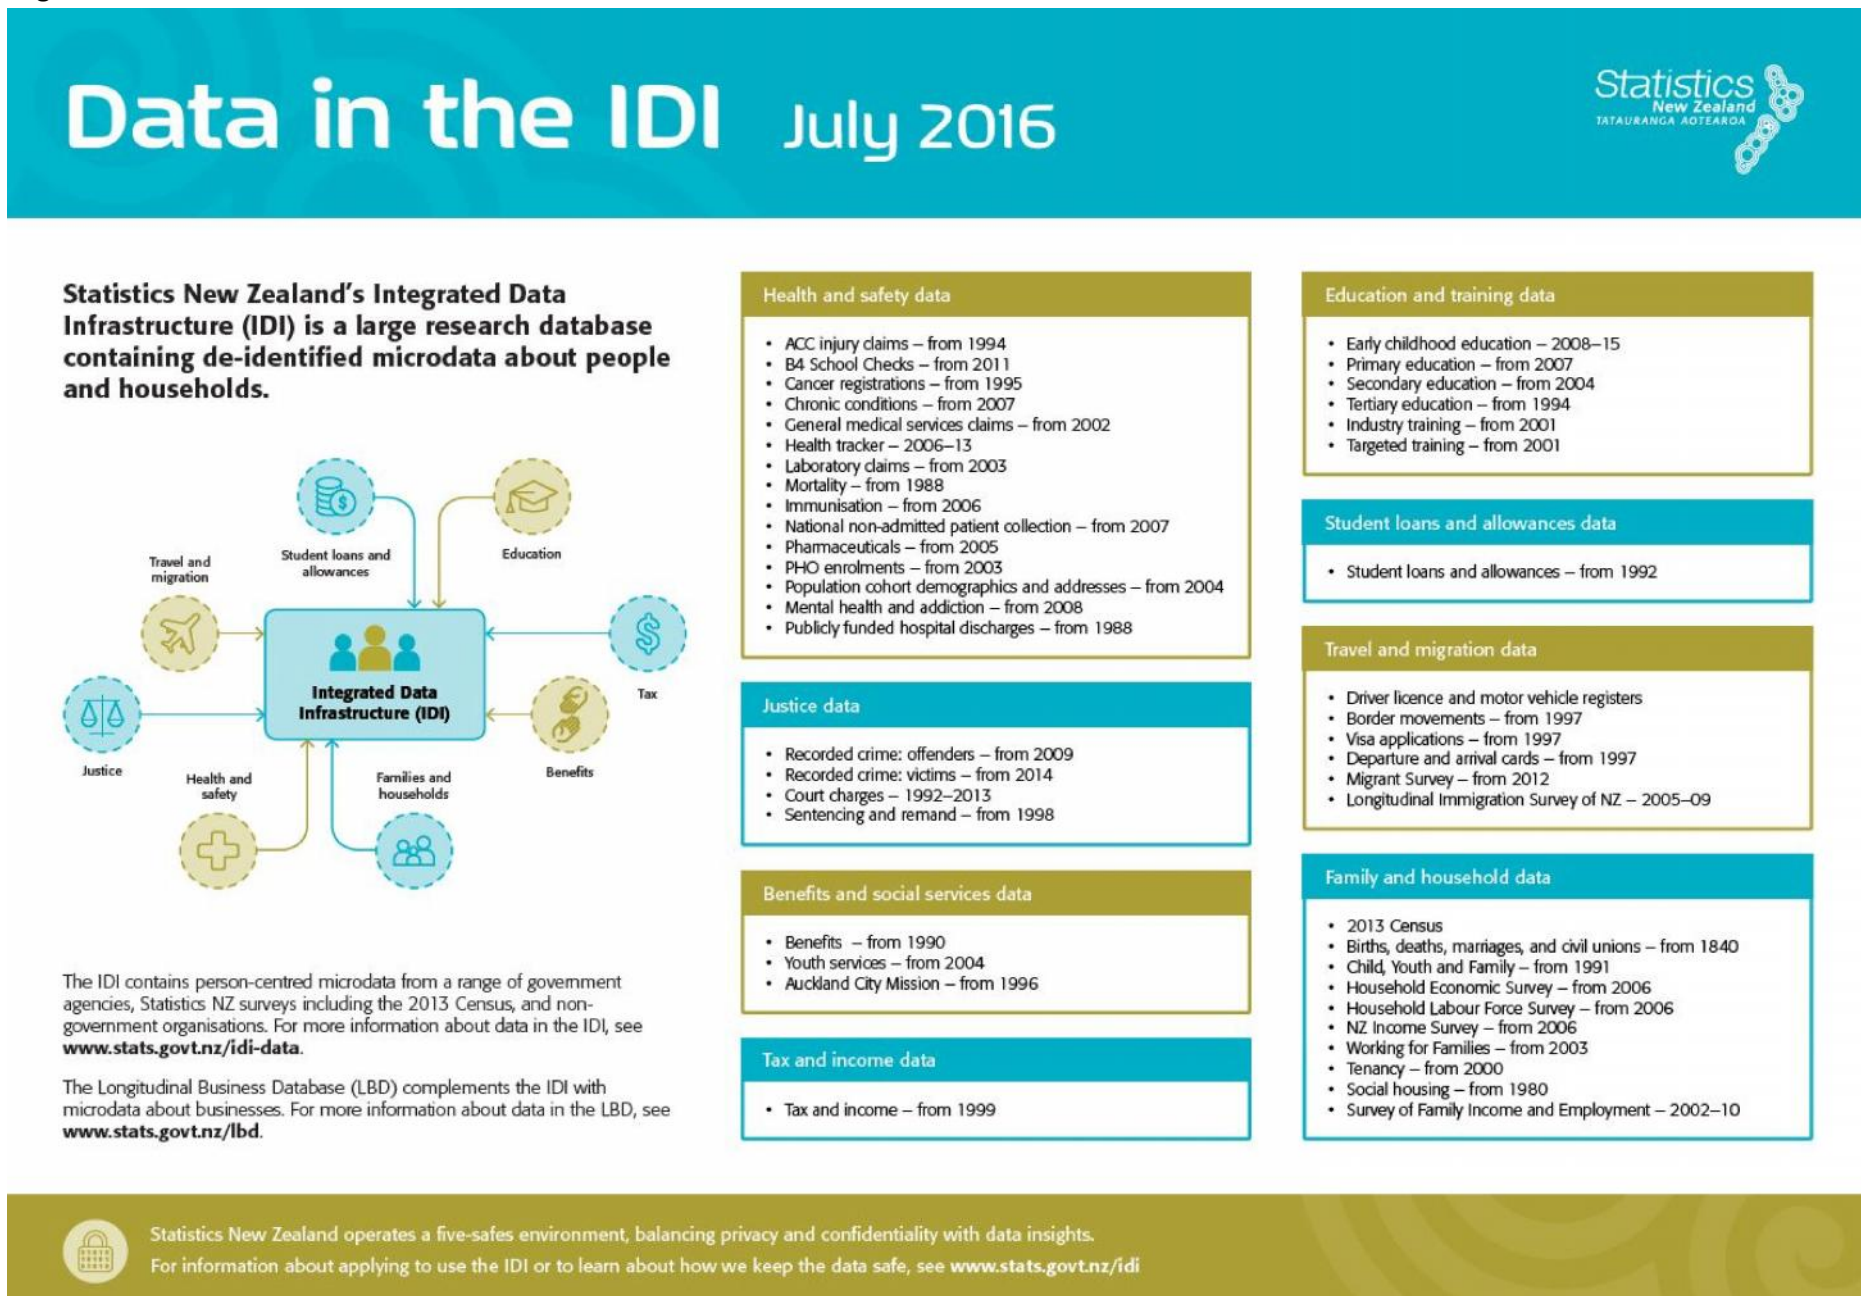 Data in the IDI July 2016
Statistics
New Zealand
TATAURANGA AOTEAROA
Statistics New Zealand's Integrated Data
Infrastructure (IDI) is a large research database
containing de-identified microdata about people
and households.
Student loans and
allowances
Education
Travel and
migration
Tax
Integrated Data
Infrastructure (IDI)
Justice
Benefits
Health and
safety
Families and
households
The IDI contains person-centred microdata from a range of government
agencies, Statistics NZ surveys including the 2013 Census, and non-
government organisations. For more information about data in the IDI, see
www.stats.govt.nz/idi-data.
The Longitudinal Business Database (LBD) complements the IDI with
microdata about businesses. For more information about data in the LBD, see
www.stats.govt.nz/lbd.
Health and safety data
• ACC injury claims – from 1994
• B4 School Checks – from 2011
• Cancer registrations – from 1995
• Chronic conditions – from 2007
• General medical services claims – from 2002
• Health tracker – 2006–13
• Laboratory claims – from 2003
• Mortality – from 1988
• Immunisation – from 2006
• National non-admitted patient collection – from 2007
• Pharmaceuticals – from 2005
• PHO enrolments – from 2003
• Population cohort demographics and addresses – from 2004
• Mental health and addiction – from 2008
• Publicly funded hospital discharges – from 1988
Justice data
• Recorded crime: offenders – from 2009
• Recorded crime: victims – from 2014
• Court charges – 1992–2013
• Sentencing and remand – from 1998
Benefits and social services data
• Benefits – from 1990
• Youth services – from 2004
• Auckland City Mission – from 1996
Tax and income data
• Tax and income – from 1999
Education and training data
• Early childhood education – 2008–15
• Primary education – from 2007
• Secondary education – from 2004
• Tertiary education – from 1994
• Industry training – from 2001
• Targeted training – from 2001
Student loans and allowances data
• Student loans and allowances – from 1992
Travel and migration data
• Driver licence and motor vehicle registers
• Border movements – from 1997
• Visa applications – from 1997
• Departure and arrival cards – from 1997
• Migrant Survey – from 2012
• Longitudinal Immigration Survey of NZ – 2005–09
Family and household data
• 2013 Census
• Births, deaths, marriages, and civil unions – from 1840
• Child, Youth and Family – from 1991
• Household Economic Survey – from 2006
• Household Labour Force Survey – from 2006
• NZ Income Survey – from 2006
• Working for Families – from 2003
• Tenancy – from 2000
• Social housing – from 1980
• Survey of Family Income and Employment – 2002–10
Statistics New Zealand operates a five-safes environment, balancing privacy and confidentiality with data insights.
For information about applying to use the IDI or to learn about how we keep the data safe, see www.stats.govt.nz/idi